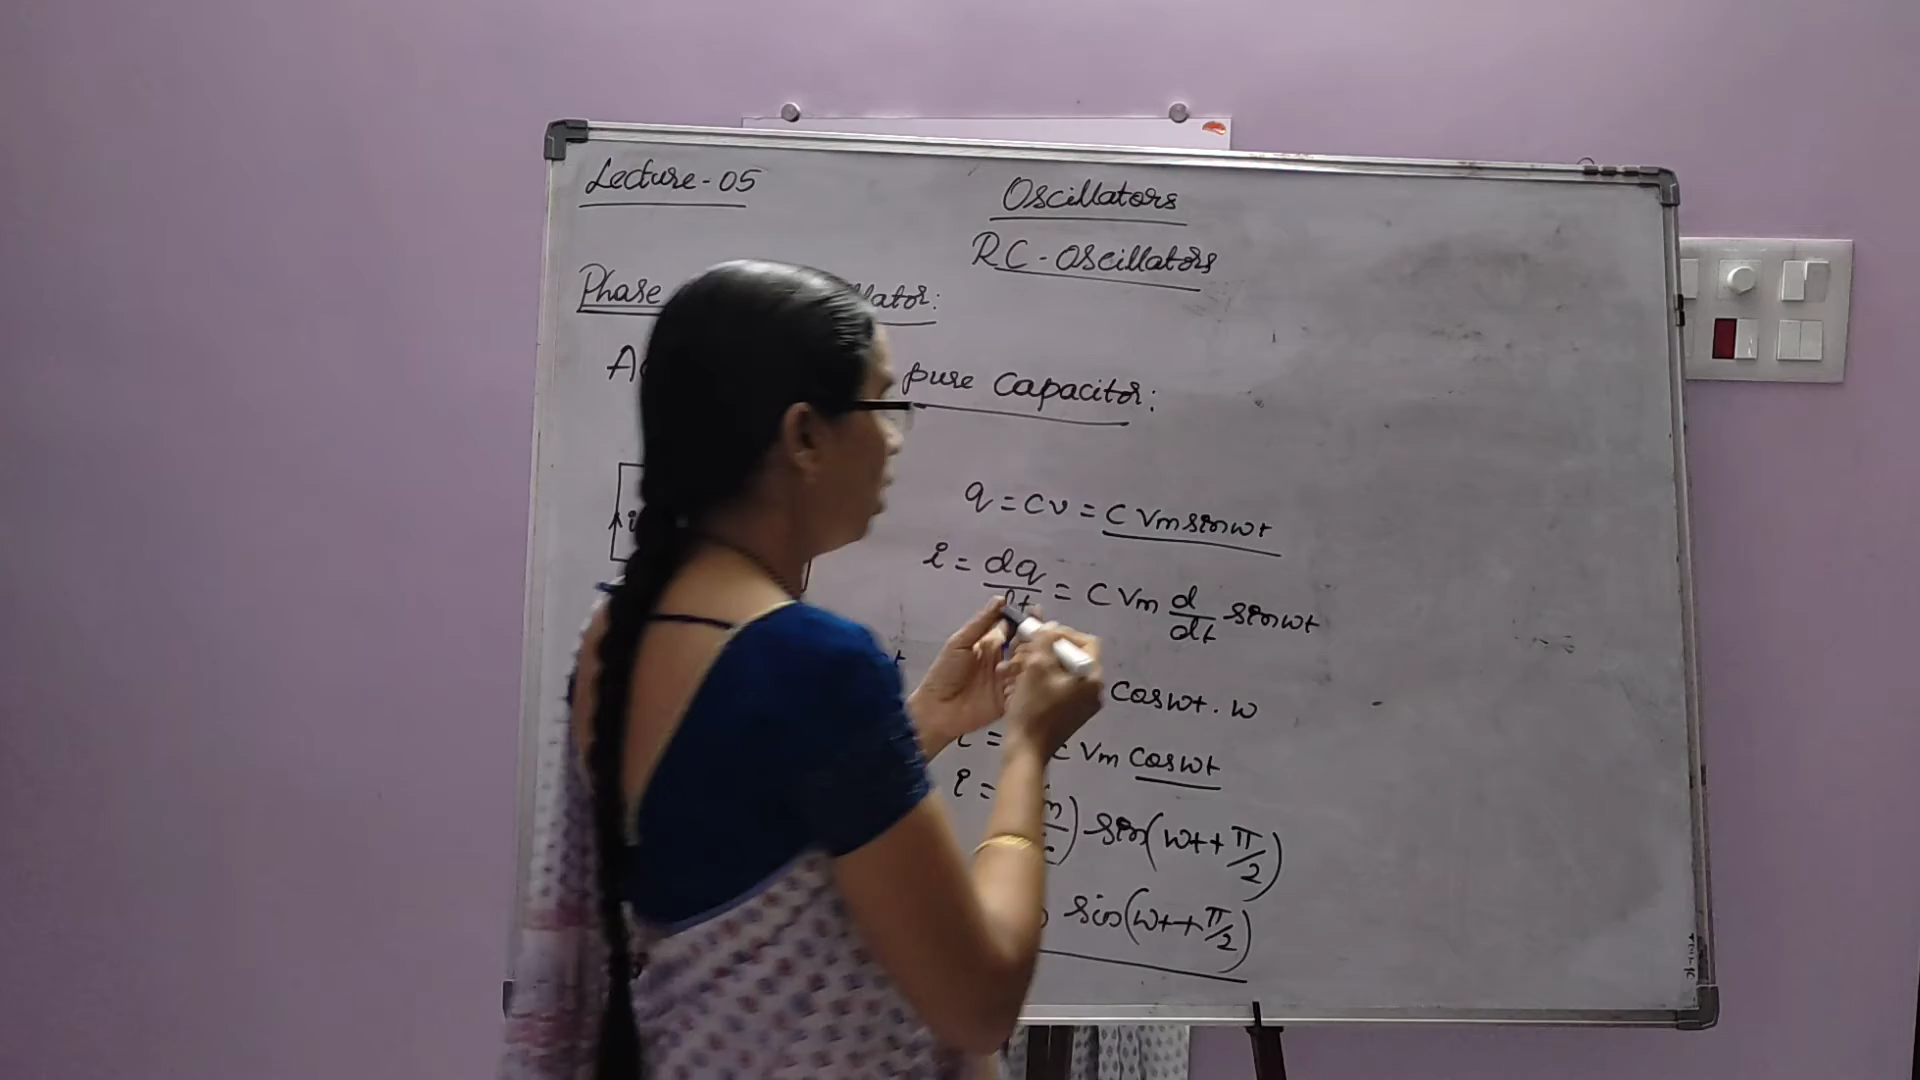 Lecture-05
Oscillators
RC-Oscillators
Phase llator:
pure Capacitor:
i
q = cv = C Vm sinwt
i = dq/dt = C Vm d/dt sinwt
Coswt . w
i = c Vm Coswt
i = ) sin(wt + π/2)
sin(wt + π/2)